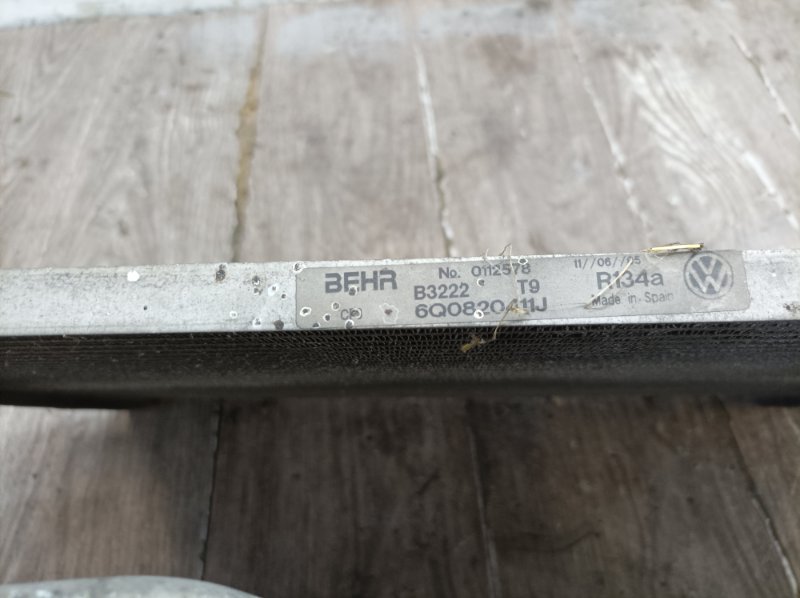 BEHR No. 0112578 11//06//05
B3222 T9 R134a
6Q0820411J Made in Spain